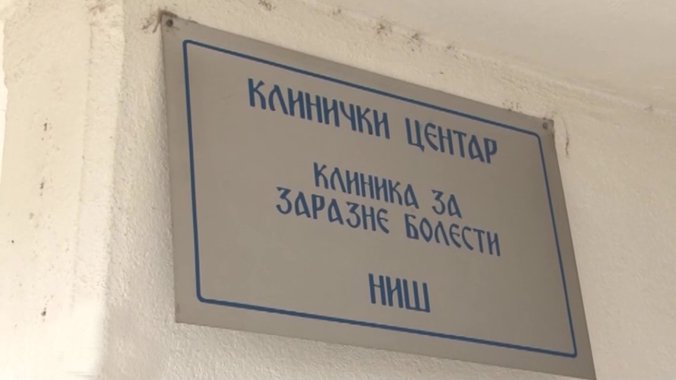 КЛИНИЧКИ ЦЕНТАР
КЛИНИКА ЗА
ЗАРАЗНЕ БОЛЕСТИ
НИШ